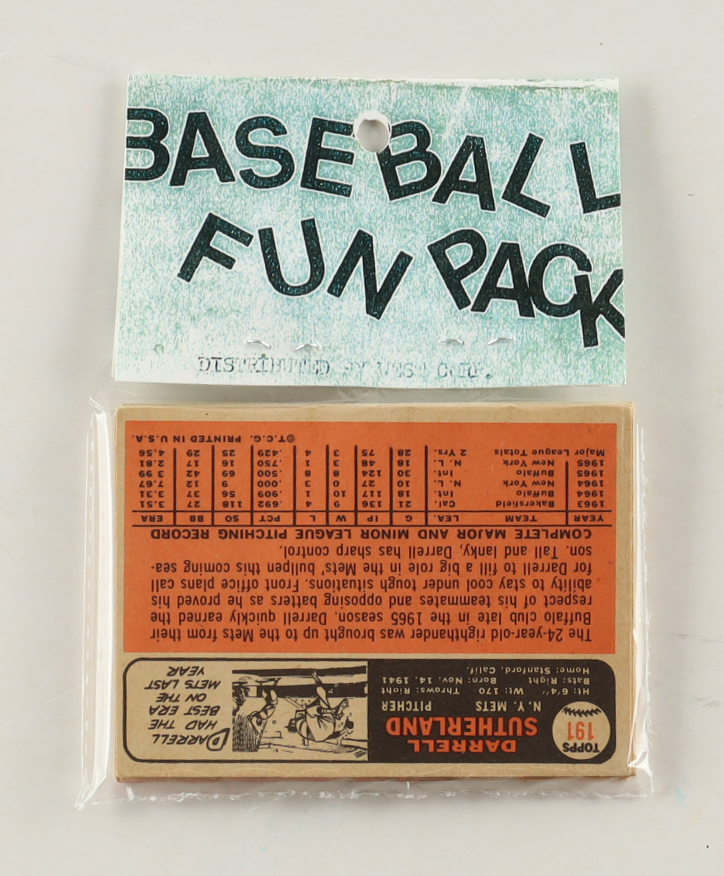 BASEBALL
FUN PACK
DISTRIBUTED BY WEST CORP.
TOPPS
191
DARRELL
SUTHERLAND
N.Y. METS PITCHER
Ht: 6'4" Wt: 170 Throws: Right
Bats: Right Born: Nov. 14, 1941
Home: Stanford, Calif.
DARRELL
HAD THE
BEST ERA
ON THE
METS LAST
YEAR
The 24-year-old righthander was brought up to the Mets from their
Buffalo club late in the 1965 season. Darrell quickly earned the
respect of his teammates and opposing batters as he proved his
ability to stay cool under tough situations. Front office plans call
for Darrell to fill a big role in the Mets' bullpen this coming sea-
son. Tall and lanky, Darrell has sharp control.
COMPLETE MAJOR AND MINOR LEAGUE PITCHING RECORD
YEAR TEAM LEA. G IP W L PCT SO BB ERA
1963 Bakersfield Cal. 21 136 9 4 .692 118 27 3.51
1964 Buffalo Int. 18 117 10 1 .909 56 37 3.31
1964 New York N. L. 10 27 0 3 .000 9 12 7.67
1965 Buffalo Int. 30 124 8 8 .500 69 42 3.99
1965 New York N. L. 18 48 3 1 .750 16 17 2.81
Major League Totals 2 Yrs. 28 75 3 4 .429 25 29 4.56
©T.C.G. PRINTED IN U.S.A.